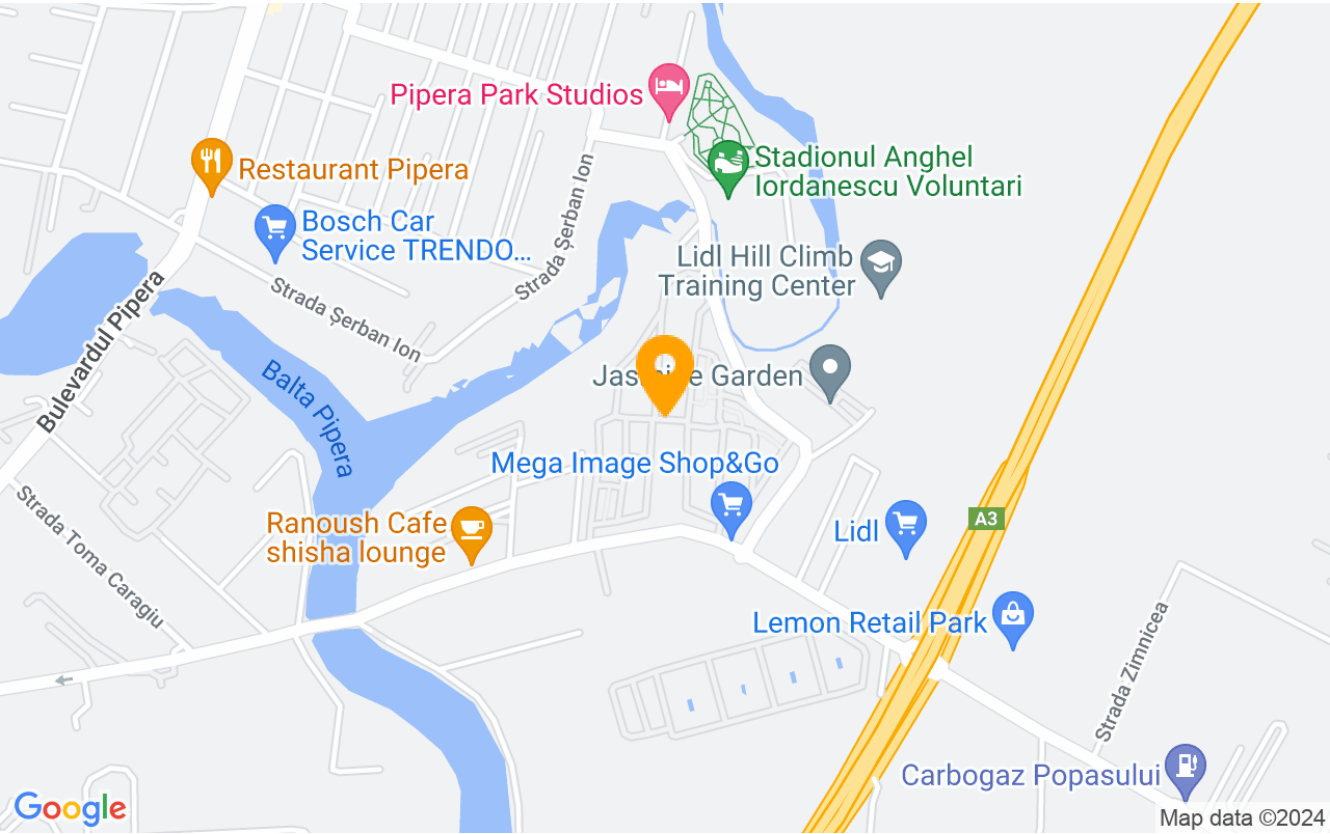 Pipera Park Studios
Stadionul Anghel
Iordanescu Voluntari
Restaurant Pipera
Bosch Car
Service TRENDO...
Strada Șerban Ion
Lidl Hill Climb
Training Center
Strada Șerban Ion
Bulevardul Pipera
Balta Pipera
Garden
Mega Image Shop&Go
Strada Toma Caragiu
Ranoush Cafe
shisha lounge
Lidl
A3
Lemon Retail Park
Strada Zimnicea
Carbogaz Popasului
Google
Map data ©2024